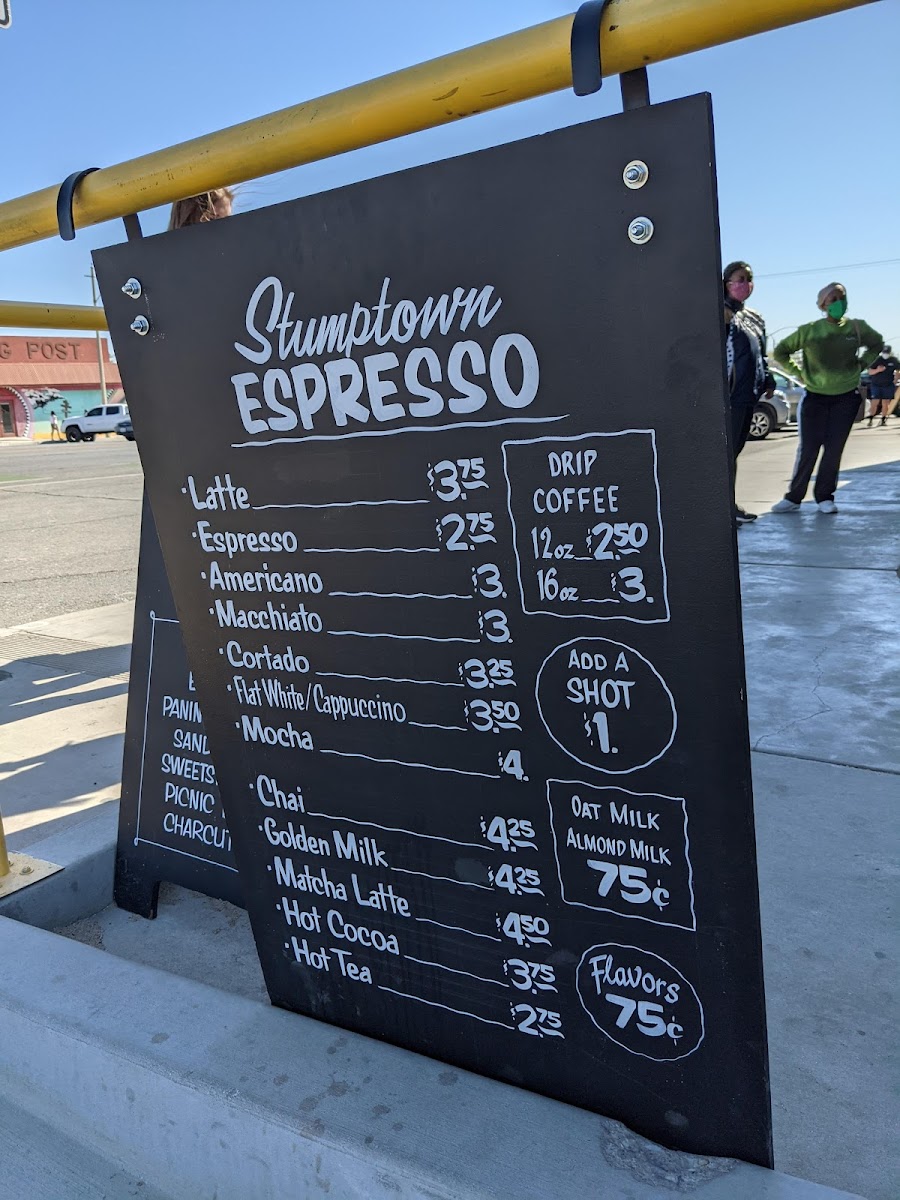 G POST
Stumptown
ESPRESSO
·Latte $3.75
·Espresso $2.75
·Americano $3.
·Macchiato $3.
·Cortado $3.25
·Flat White/Cappuccino $3.50
·Mocha $4.
·Chai $4.25
·Golden Milk $4.25
·Matcha Latte $4.50
·Hot Cocoa $3.75
·Hot Tea $2.75
DRIP
COFFEE
12oz $2.50
16oz $3.
ADD A
SHOT
$1.
OAT MILK
ALMOND MILK
75¢
Flavors
75¢
SWEETS
PICNIC